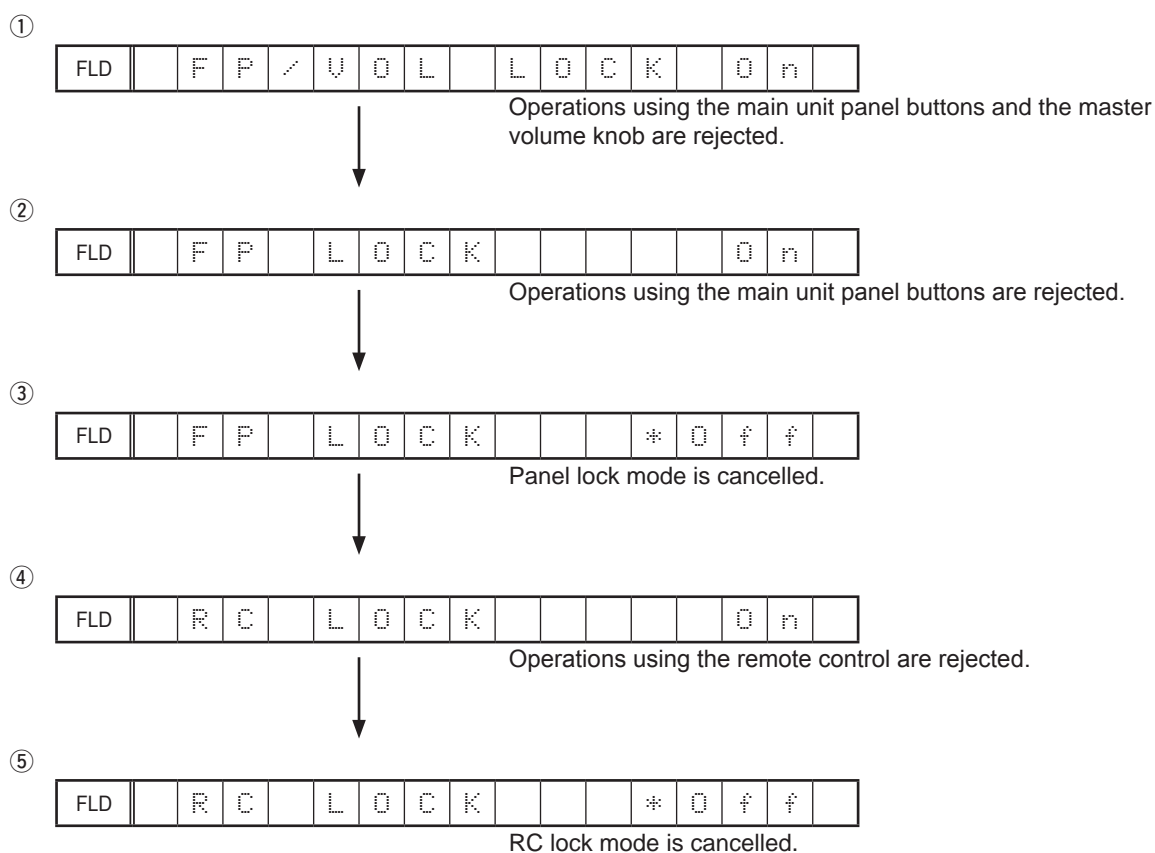 ①
FLD FP/VOL LOCK On
Operations using the main unit panel buttons and the master
volume knob are rejected.
②
FLD FP LOCK On
Operations using the main unit panel buttons are rejected.
③
FLD FP LOCK *Off
Panel lock mode is cancelled.
④
FLD RC LOCK On
Operations using the remote control are rejected.
⑤
FLD RC LOCK *Off
RC lock mode is cancelled.